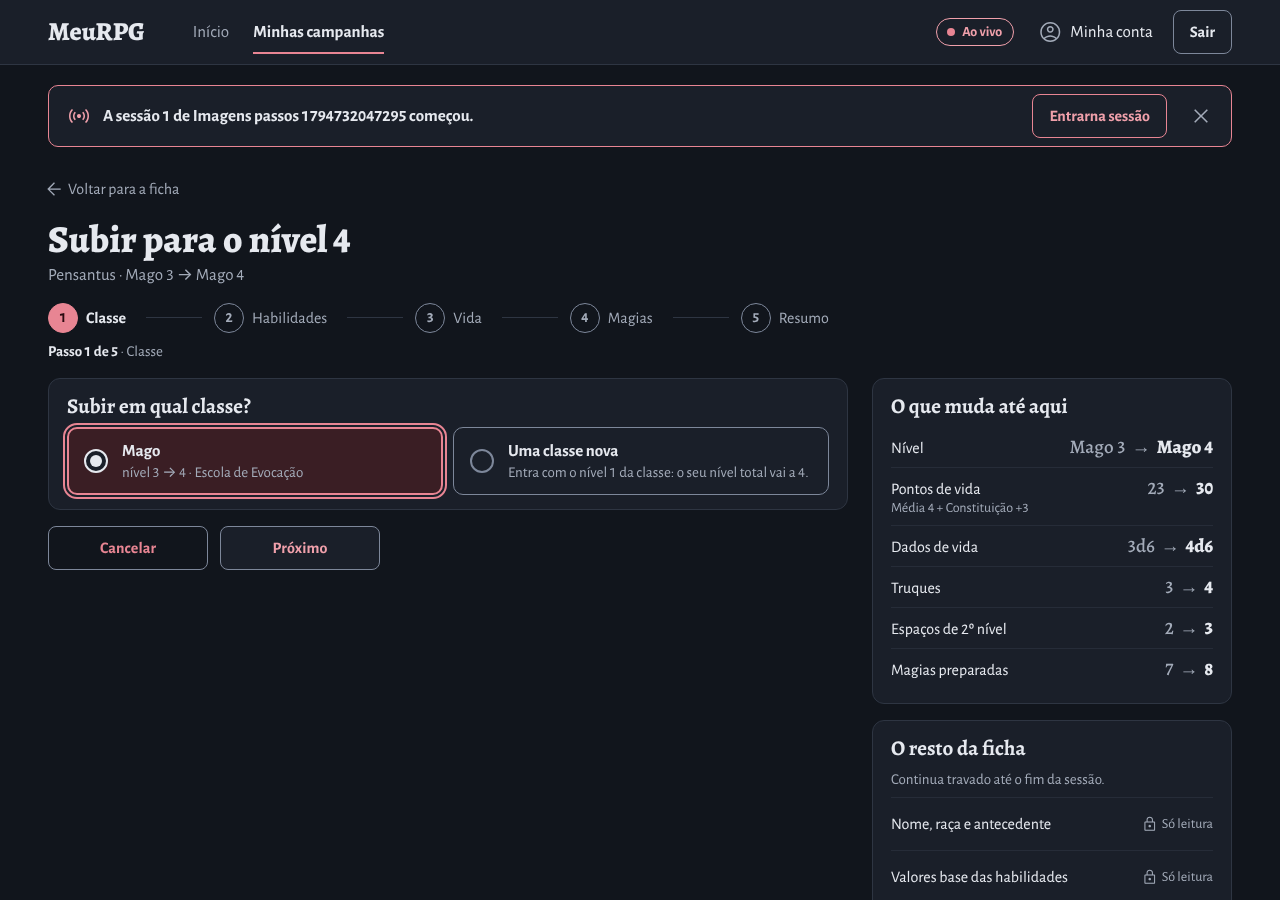 MeuRPG
Início
Minhas campanhas
Ao vivo
Minha conta
Sair
A sessão 1 de Imagens passos 1794732047295 começou.
Entrarna sessão
← Voltar para a ficha
Subir para o nível 4
Pensantus · Mago 3 → Mago 4
1 Classe
2 Habilidades
3 Vida
4 Magias
5 Resumo
Passo 1 de 5 · Classe
Subir em qual classe?
Mago
nível 3 → 4 · Escola de Evocação
Uma classe nova
Entra com o nível 1 da classe: o seu nível total vai a 4.
Cancelar
Próximo
O que muda até aqui
Nível Mago 3 → Mago 4
Pontos de vida 23 → 30
Média 4 + Constituição +3
Dados de vida 3d6 → 4d6
Truques 3 → 4
Espaços de 2º nível 2 → 3
Magias preparadas 7 → 8
O resto da ficha
Continua travado até o fim da sessão.
Nome, raça e antecedente Só leitura
Valores base das habilidades Só leitura